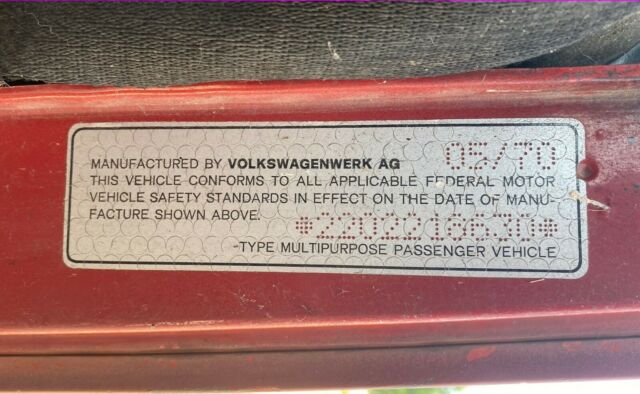 MANUFACTURED BY VOLKSWAGENWERK AG 05/70
THIS VEHICLE CONFORMS TO ALL APPLICABLE FEDERAL MOTOR
VEHICLE SAFETY STANDARDS IN EFFECT ON THE DATE OF MANU-
FACTURE SHOWN ABOVE. *2202216630*
-TYPE MULTIPURPOSE PASSENGER VEHICLE